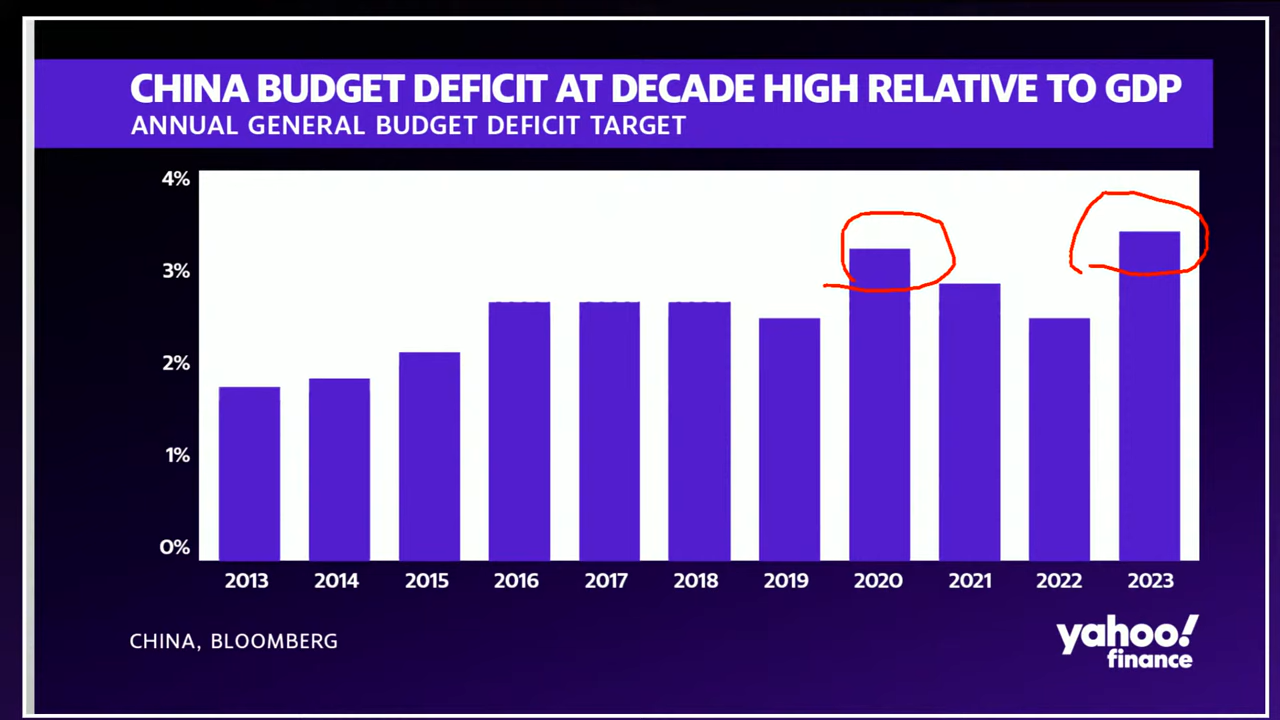 CHINA BUDGET DEFICIT AT DECADE HIGH RELATIVE TO GDP
ANNUAL GENERAL BUDGET DEFICIT TARGET
4%
3%
2%
1%
0%
2013 2014 2015 2016 2017 2018 2019 2020 2021 2022 2023
CHINA, BLOOMBERG
yahoo!
finance